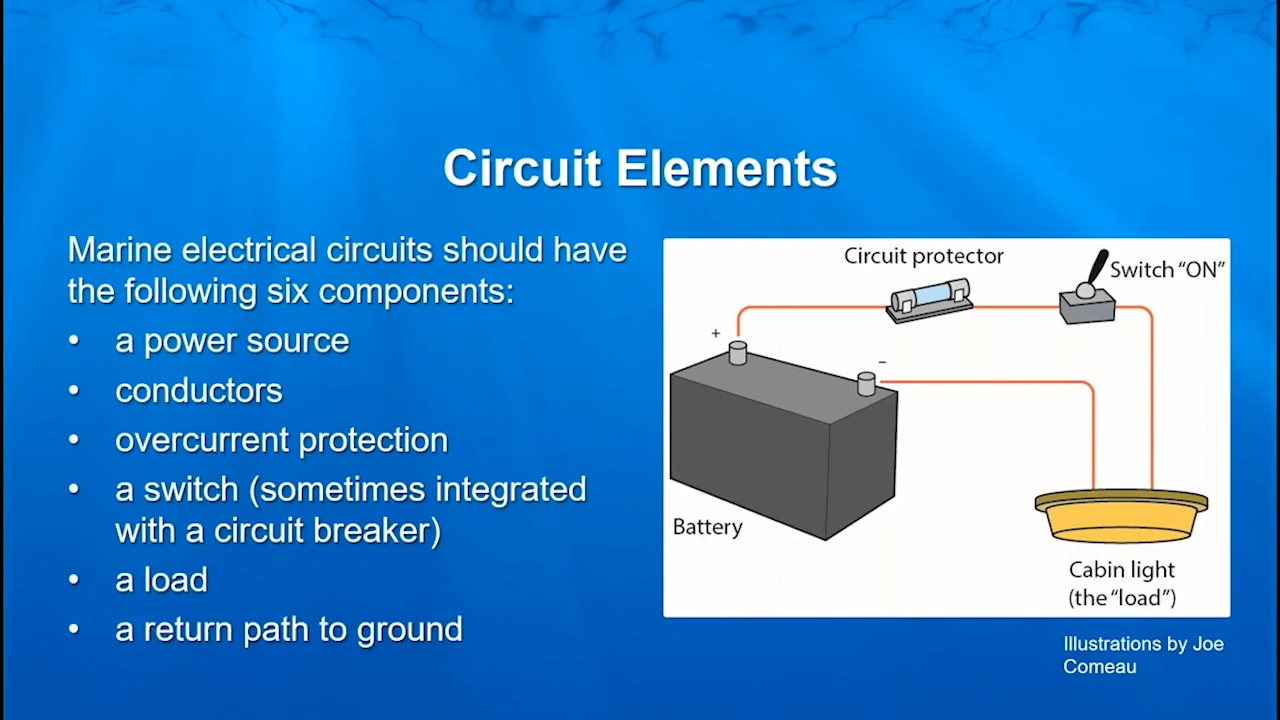 Circuit Elements
Marine electrical circuits should have
the following six components:
• a power source
• conductors
• overcurrent protection
• a switch (sometimes integrated
with a circuit breaker)
• a load
• a return path to ground
Circuit protector
Switch “ON”
+
–
Battery
Cabin light
(the “load”)
Illustrations by Joe
Comeau